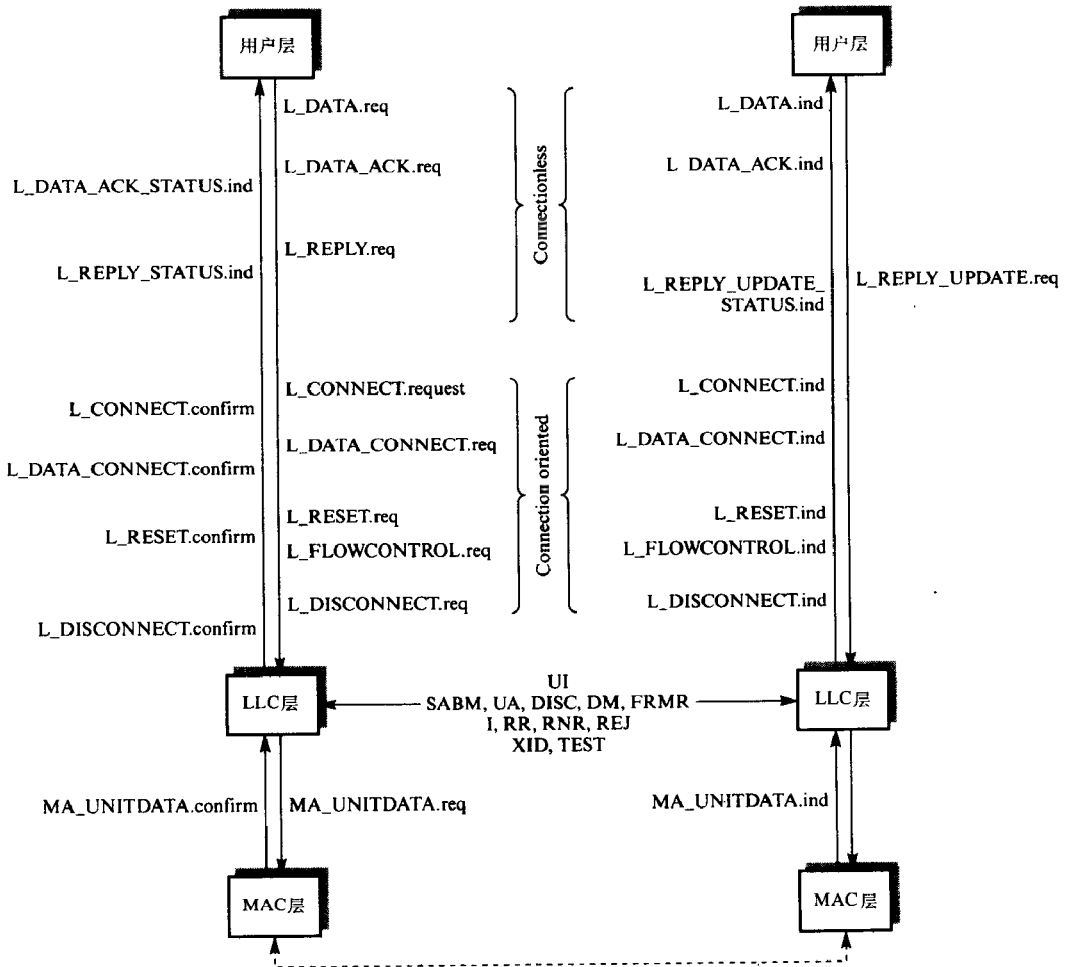 用户层
用户层
L_DATA.req
L_DATA.ind
L_DATA_ACK.req
L DATA_ACK.ind
L_DATA_ACK_STATUS.ind
Connectionless
L_REPLY.req
L_REPLY_STATUS.ind
L_REPLY_UPDATE_
STATUS.ind
L_REPLY_UPDATE.req
L_CONNECT.request
L_CONNECT.ind
L_CONNECT.confirm
L_DATA_CONNECT.req
L_DATA_CONNECT.ind
L_DATA_CONNECT.confirm
Connection oriented
L_RESET.req
L_RESET.ind
L_RESET.confirm
L_FLOWCONTROL.req
L_FLOWCONTROL.ind
L_DISCONNECT.req
L_DISCONNECT.ind
L_DISCONNECT.confirm
LLC层
UI
SABM, UA, DISC, DM, FRMR
I, RR, RNR, REJ
XID, TEST
LLC层
MA_UNITDATA.confirm
MA_UNITDATA.req
MA_UNITDATA.ind
MAC层
MAC层